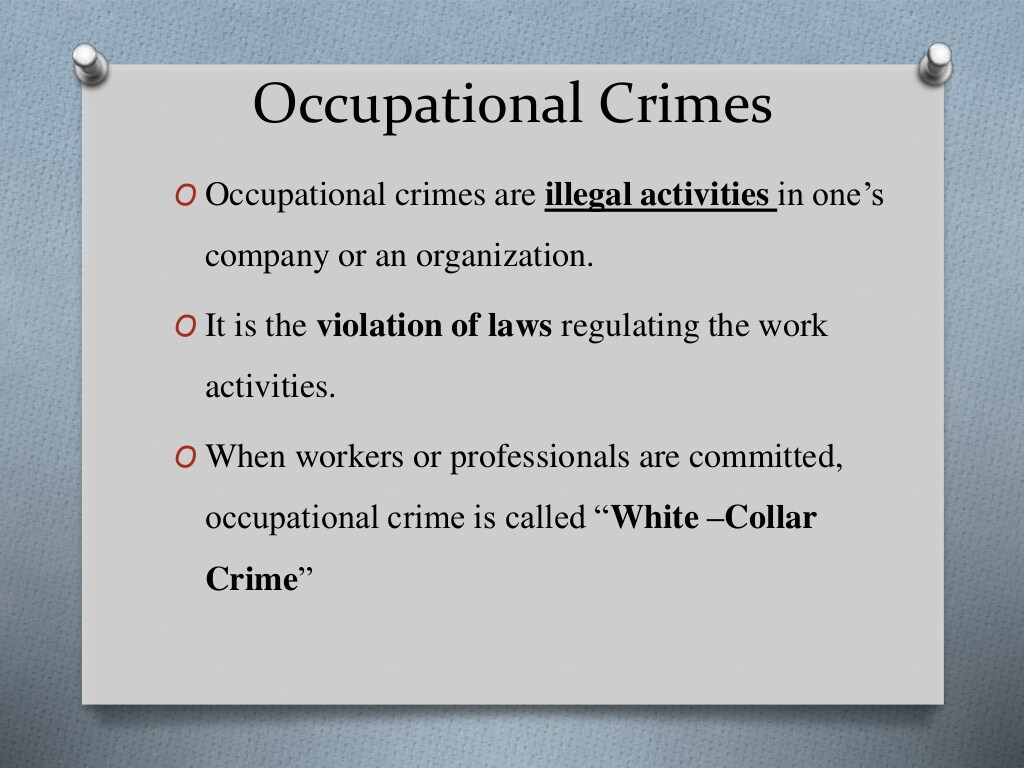 Occupational Crimes
O Occupational crimes are illegal activities in one’s
company or an organization.
O It is the violation of laws regulating the work
activities.
O When workers or professionals are committed,
occupational crime is called “White –Collar
Crime”